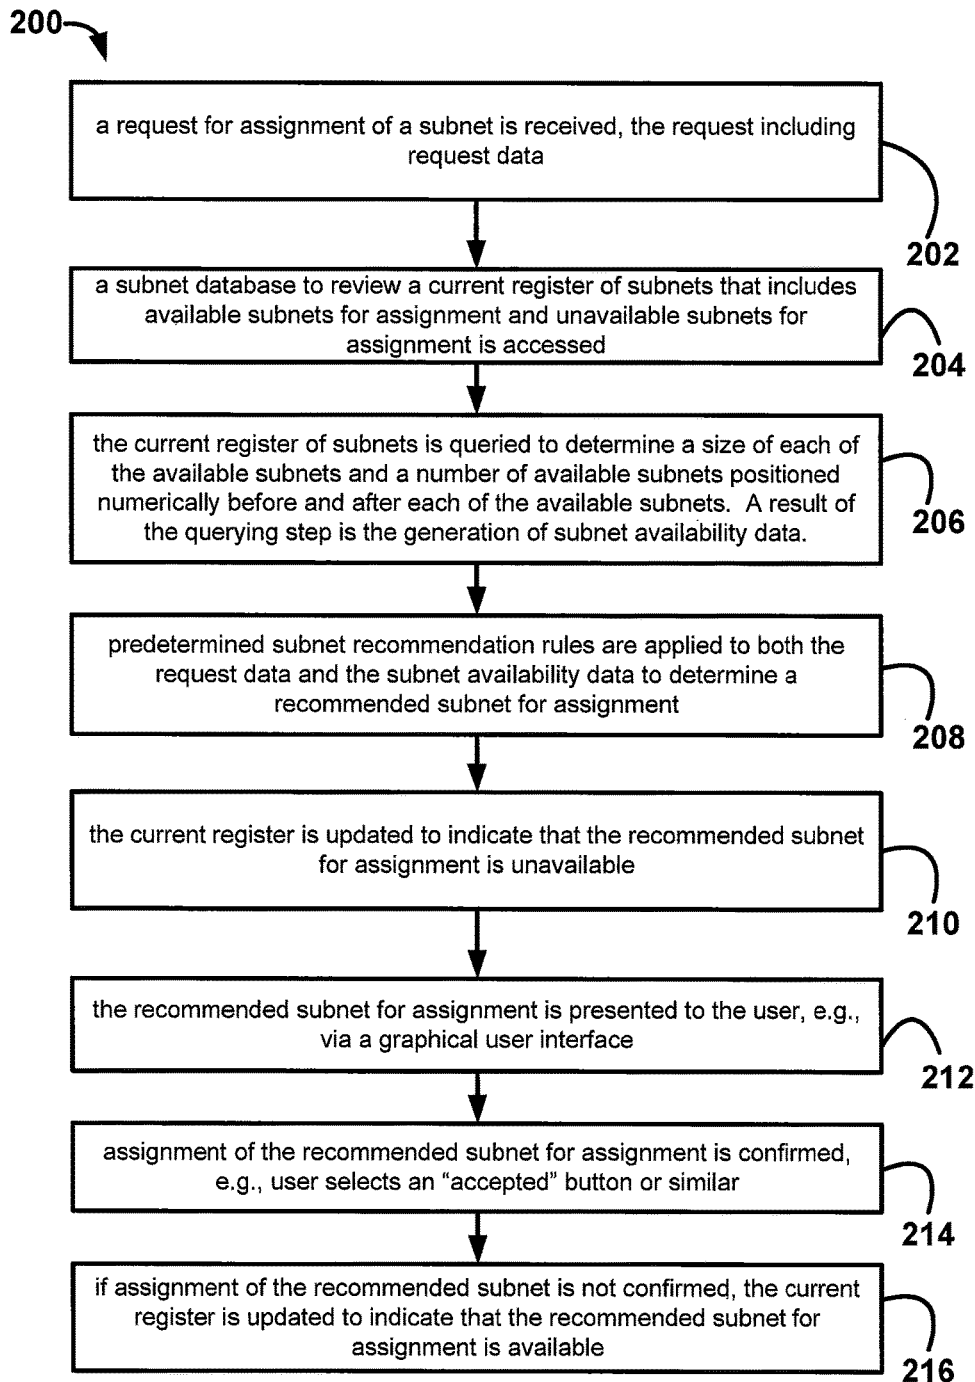 200
a request for assignment of a subnet is received, the request including
request data
202
a subnet database to review a current register of subnets that includes
available subnets for assignment and unavailable subnets for
assignment is accessed
204
the current register of subnets is queried to determine a size of each of
the available subnets and a number of available subnets positioned
numerically before and after each of the available subnets. A result of
the querying step is the generation of subnet availability data.
206
predetermined subnet recommendation rules are applied to both the
request data and the subnet availability data to determine a
recommended subnet for assignment
208
the current register is updated to indicate that the recommended subnet
for assignment is unavailable
210
the recommended subnet for assignment is presented to the user, e.g.,
via a graphical user interface
212
assignment of the recommended subnet for assignment is confirmed,
e.g., user selects an “accepted” button or similar
214
if assignment of the recommended subnet is not confirmed, the current
register is updated to indicate that the recommended subnet for
assignment is available
216